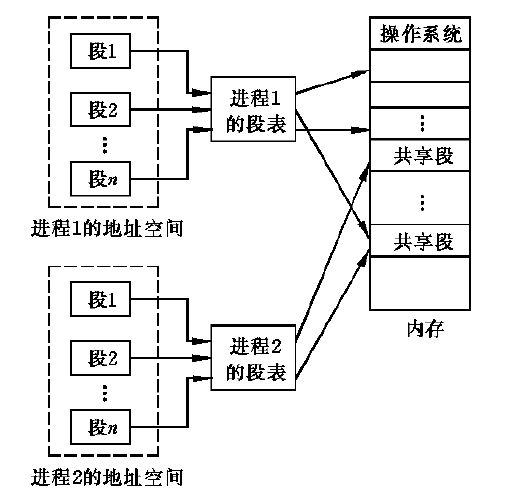 段1
段2
⋮
段n
进程1的地址空间
进程1
的段表
段1
段2
⋮
段n
进程2的地址空间
进程2
的段表
操作系统
⋮
共享段
⋮
共享段
内存